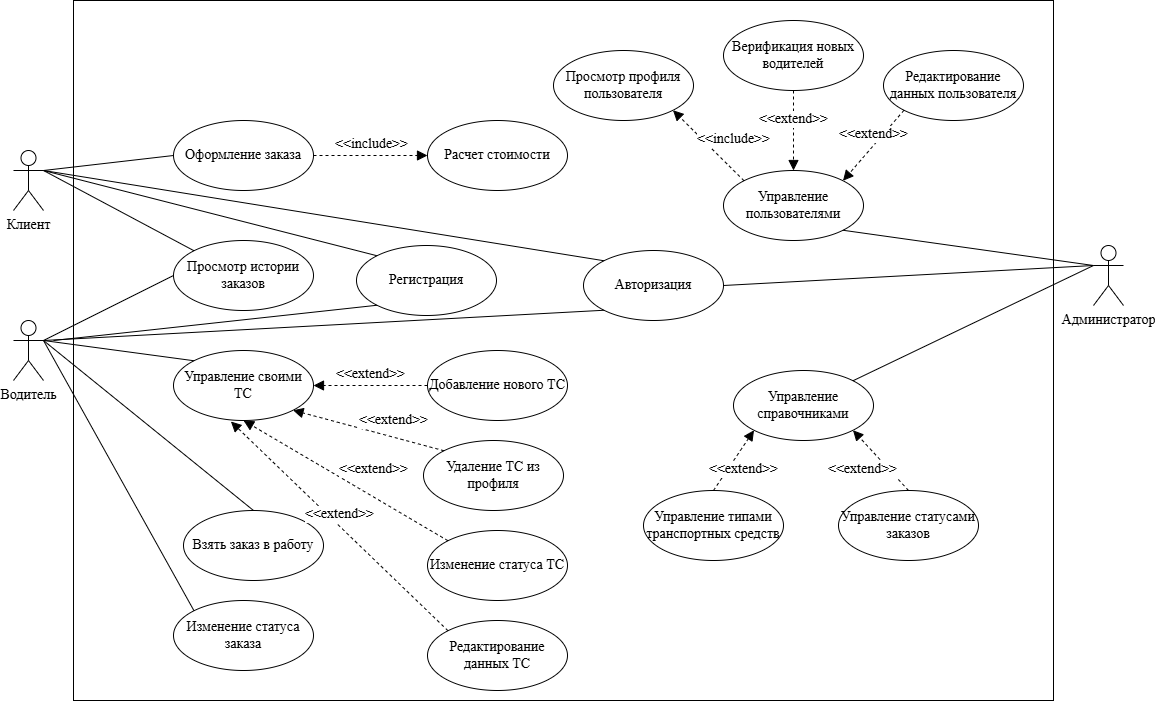 Верификация новых
водителей
Просмотр профиля
пользователя
Редактирование
данных пользователя
<<extend>>
<<include>>
<<extend>>
Оформление заказа
<<include>>
Расчет стоимости
Управление
пользователями
Клиент
Просмотр истории
заказов
Регистрация
Авторизация
Администратор
Водитель
Управление своими
ТС
<<extend>>
Добавление нового ТС
<<extend>>
Удаление ТС из
профиля
<<extend>>
<<extend>>
Взять заказ в работу
Изменение статуса ТС
Изменение статуса
заказа
Редактирование
данных ТС
Управление
справочниками
<<extend>>
<<extend>>
Управление типами
транспортных средств
Управление статусами
заказов